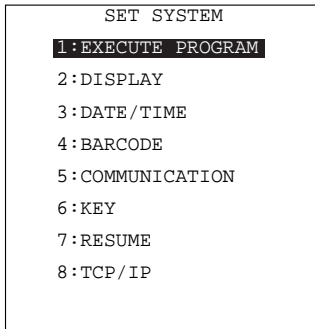 SET SYSTEM
1:EXECUTE PROGRAM
2:DISPLAY
3:DATE/TIME
4:BARCODE
5:COMMUNICATION
6:KEY
7:RESUME
8:TCP/IP